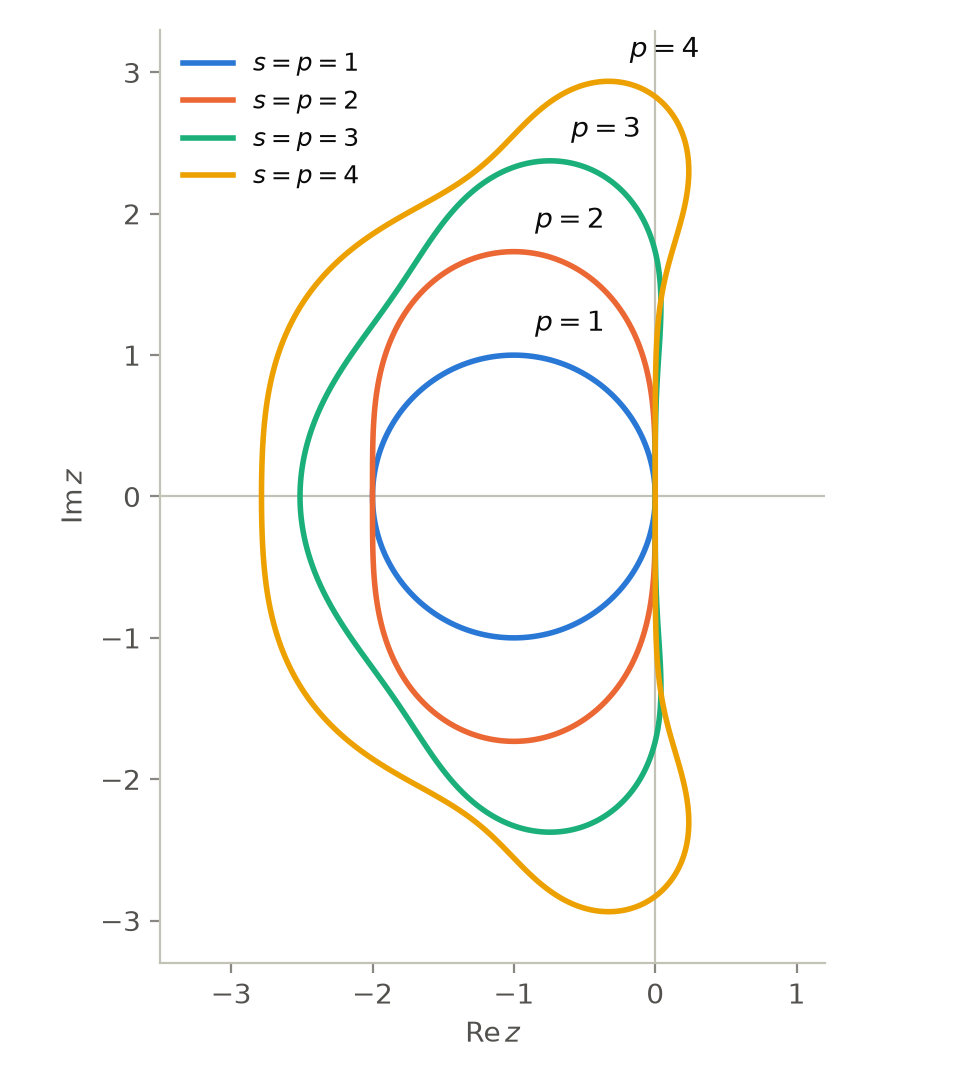 p = 4
3
s = p = 1
s = p = 2
p = 3
s = p = 3
s = p = 4
2
p = 2
p = 1
1
Im z
0
−1
−2
−3
−3
−2
−1
0
1
Re z